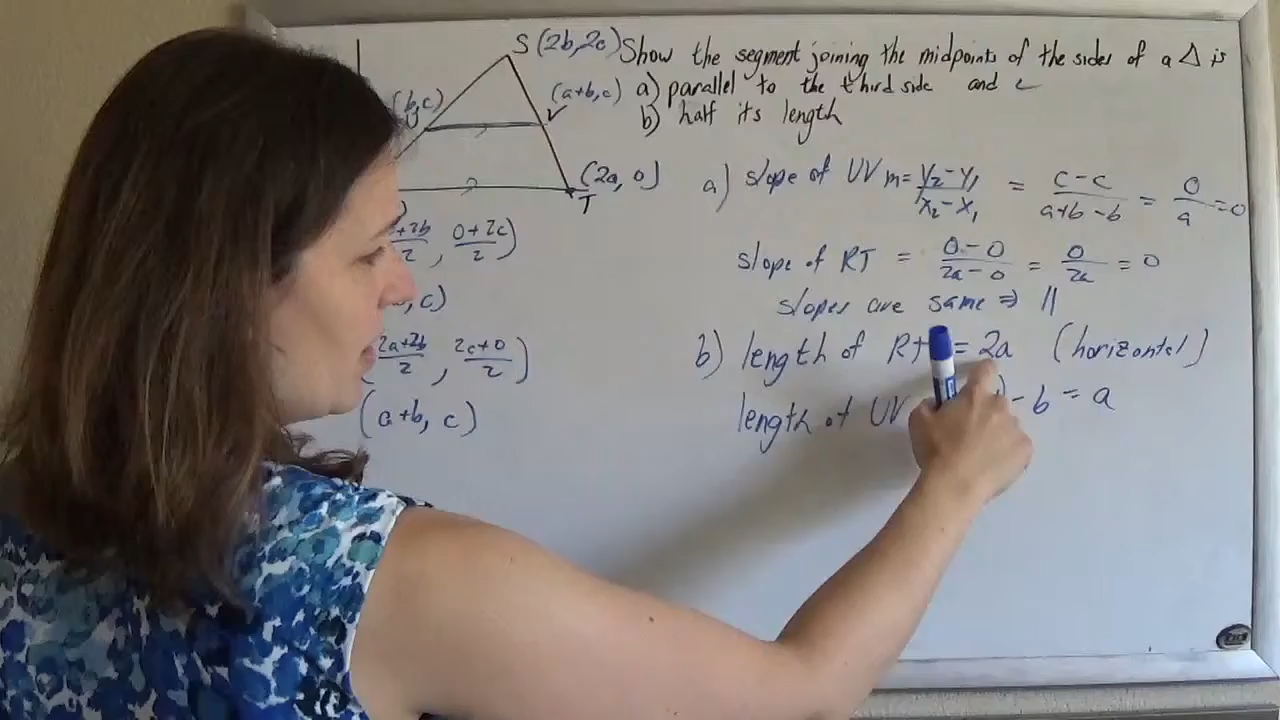 S (2b, 2c) Show the segment joining the midpoints of the sides of a Δ is
(b, c) (a+b, c) a) parallel to the third side and
U V b) half its length
(2a, 0)
T
a) slope of UV m = y₂-y₁/x₂-x₁ = c-c/a+b-b = 0/a = 0
+2b/2, 0+2c/2)
slope of RT = 0-0/2a-0 = 0/2a = 0
, c)
slopes are same ⇒ ||
(2a+2b/2, 2c+0/2)
b) length of RT = 2a (horizontal)
(a+b, c)
length of UV - b = a